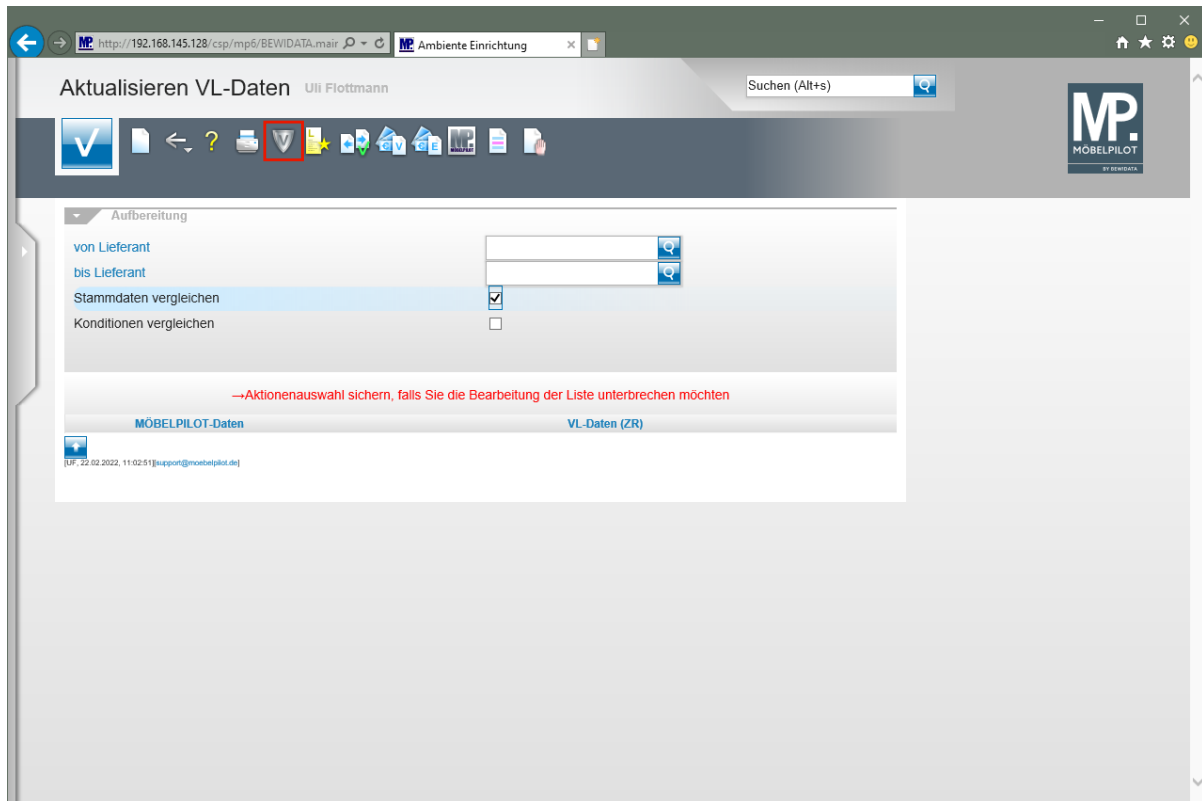 http://192.168.145.128/csp/mp6/BEWIDATA.mair
MP. Ambiente Einrichtung
Aktualisieren VL-Daten Uli Flottmann
Suchen (Alt+s)
MP.
MÖBELPILOT
BY BEWIDATA
Aufbereitung
von Lieferant
bis Lieferant
Stammdaten vergleichen
Konditionen vergleichen
→Aktionenauswahl sichern, falls Sie die Bearbeitung der Liste unterbrechen möchten
MÖBELPILOT-Daten VL-Daten (ZR)
[UF, 22.02.2022, 11:02:51][support@moebelpilot.de]